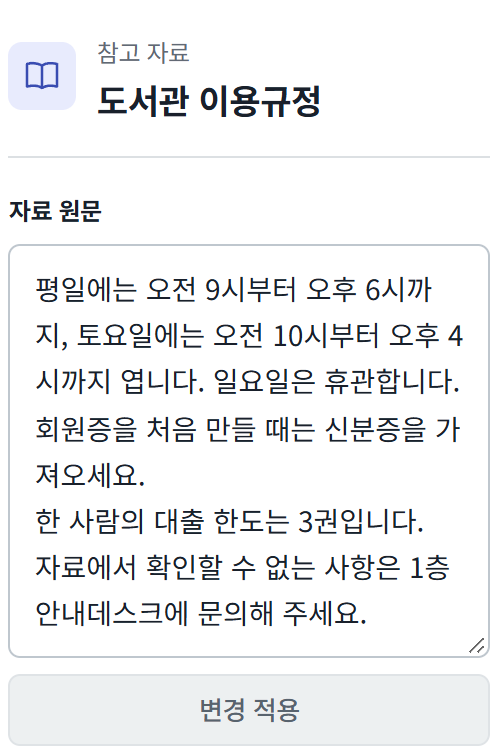 참고 자료
도서관 이용규정
자료 원문
평일에는 오전 9시부터 오후 6시까
지, 토요일에는 오전 10시부터 오후 4
시까지 엽니다. 일요일은 휴관합니다.
회원증을 처음 만들 때는 신분증을 가
져오세요.
한 사람의 대출 한도는 3권입니다.
자료에서 확인할 수 없는 사항은 1층
안내데스크에 문의해 주세요.
변경 적용